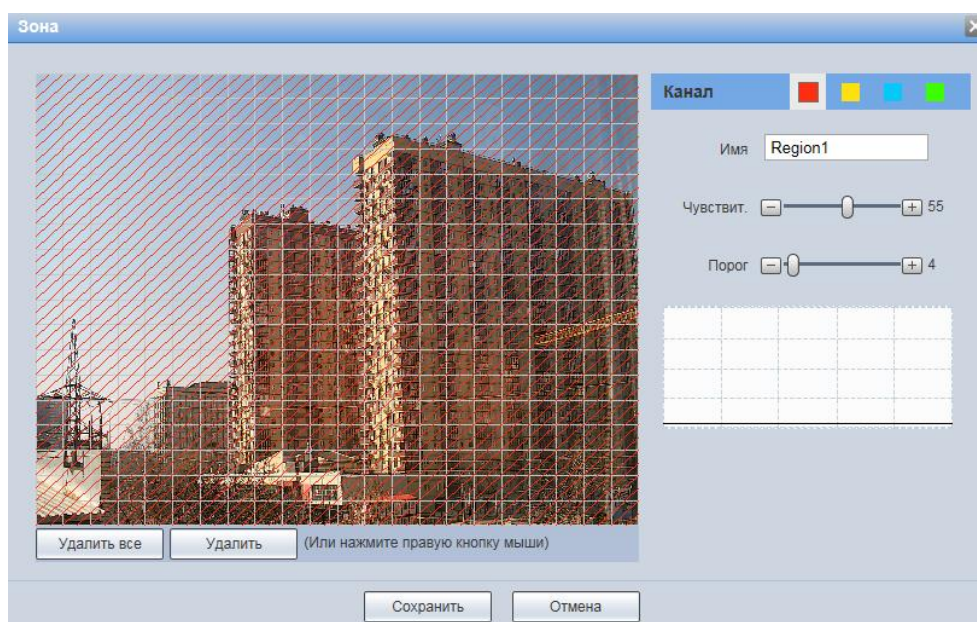 Зона
Канал
Имя Region1
Чувствит. 55
Порог 4
Удалить все Удалить (Или нажмите правую кнопку мыши)
Сохранить Отмена